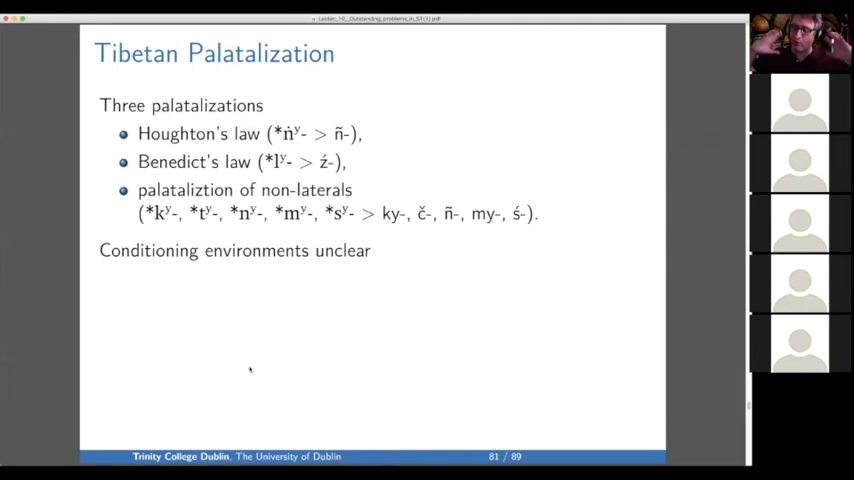 Leiden_10__Outstanding_problems_in_ST(1).pdf
Tibetan Palatalization
Three palatalizations
Houghton's law (*ṅʸ- > ñ-),
Benedict's law (*lʸ- > ź-),
palataliztion of non-laterals
(*kʸ-, *tʸ-, *nʸ-, *mʸ-, *sʸ- > ky-, č-, ñ-, my-, ś-).
Conditioning environments unclear
Trinity College Dublin, The University of Dublin
81 / 89